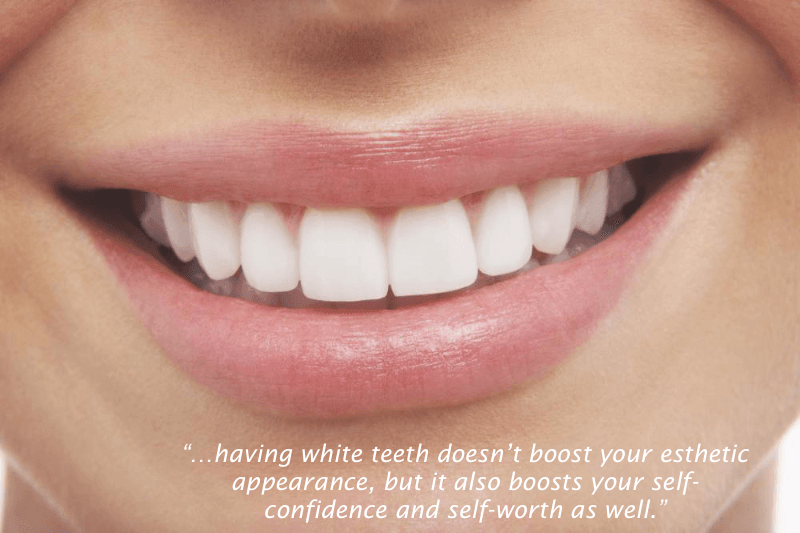 “...having white teeth doesn’t boost your esthetic
appearance, but it also boosts your self-
confidence and self-worth as well.”